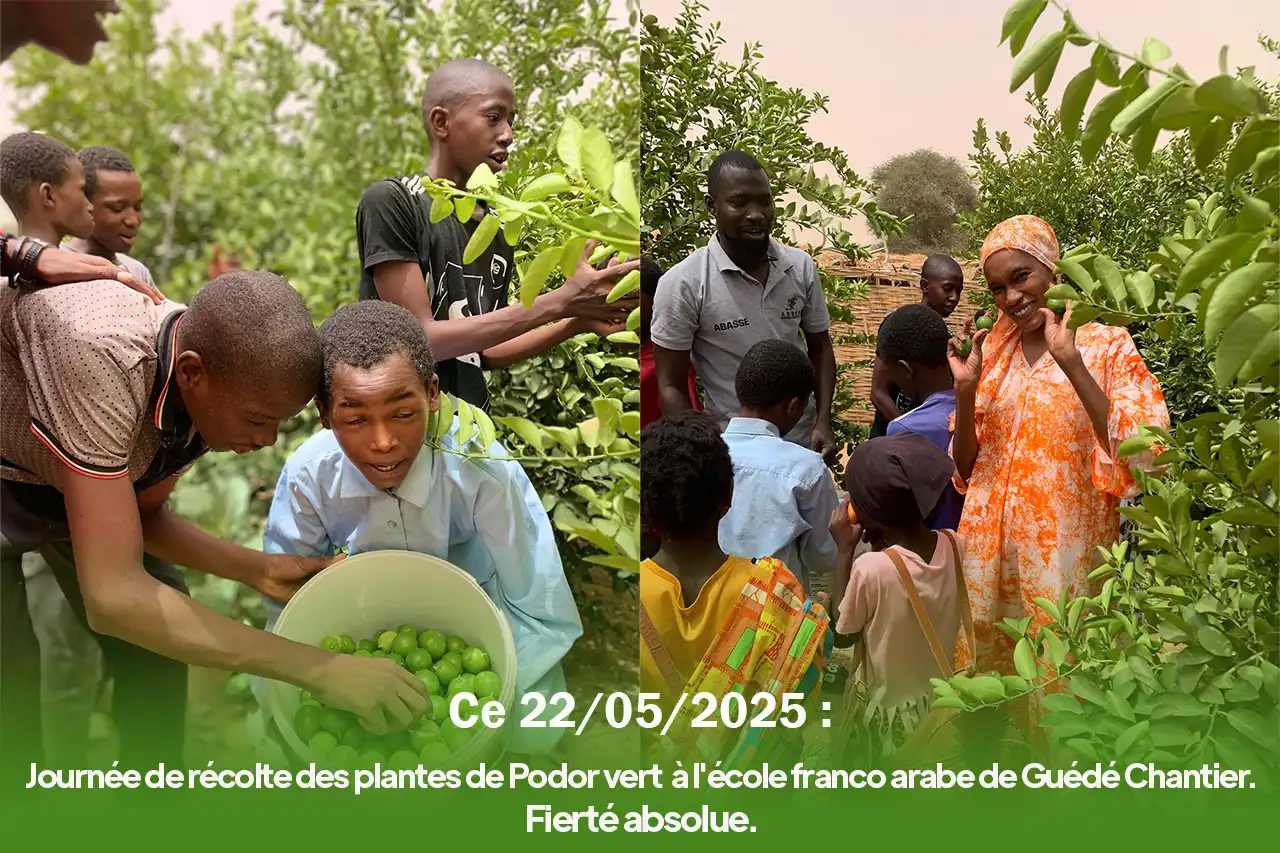 ABASSE
Ce 22/05/2025 :
Journée de récolte des plantes de Podor vert à l'école franco arabe de Guédé Chantier.
Fierté absolue.